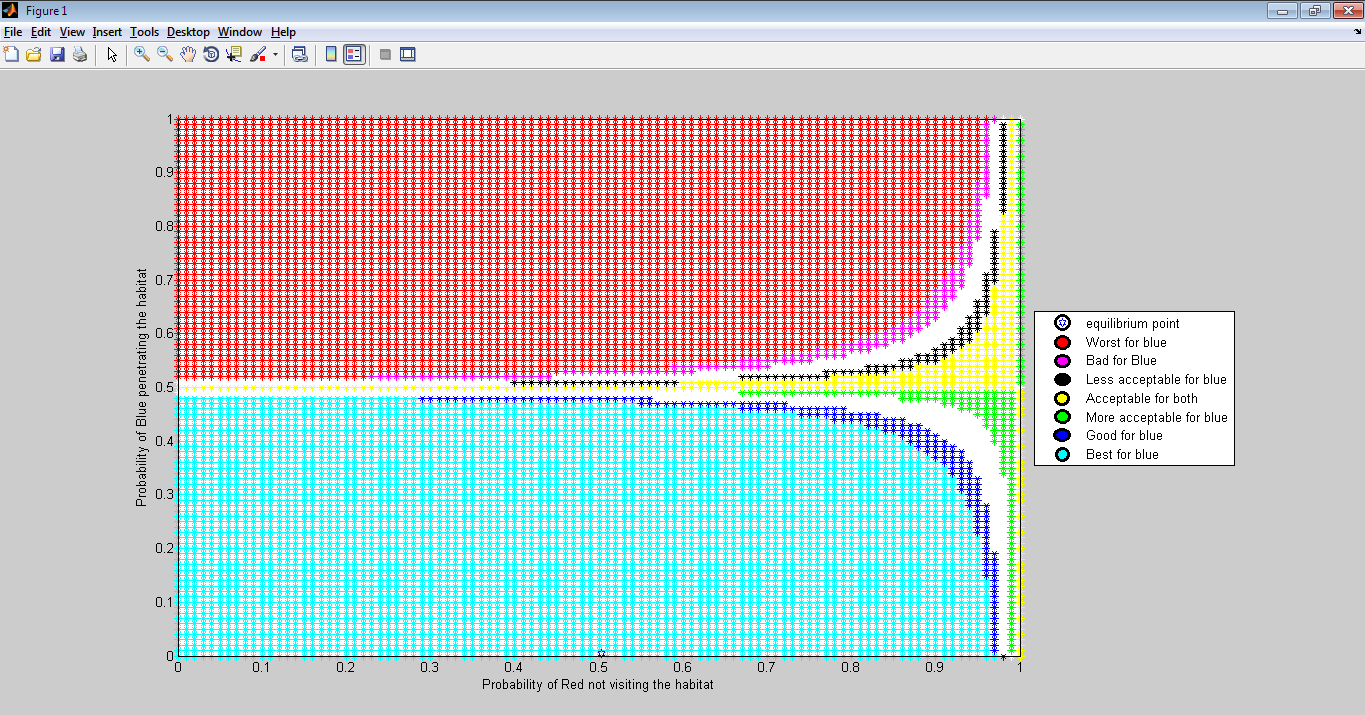 Figure 1
File Edit View Insert Tools Desktop Window Help
1
0.9
0.8
0.7
0.6
0.5
0.4
0.3
0.2
0.1
0
Probability of Blue penetrating the habitat
0 0.1 0.2 0.3 0.4 0.5 0.6 0.7 0.8 0.9 1
Probability of Red not visiting the habitat
equilibrium point
Worst for blue
Bad for Blue
Less acceptable for blue
Acceptable for both
More acceptable for blue
Good for blue
Best for blue